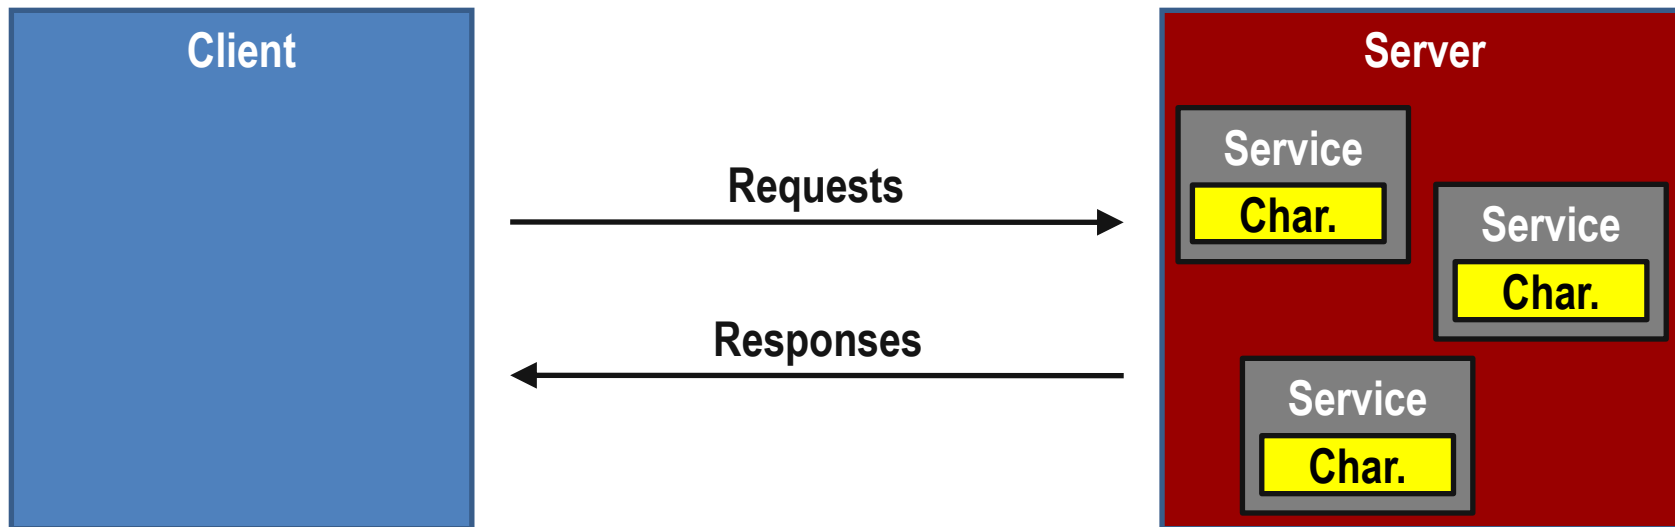 Client
Server
Requests
Responses
Service
Char.
Service
Char.
Service
Char.